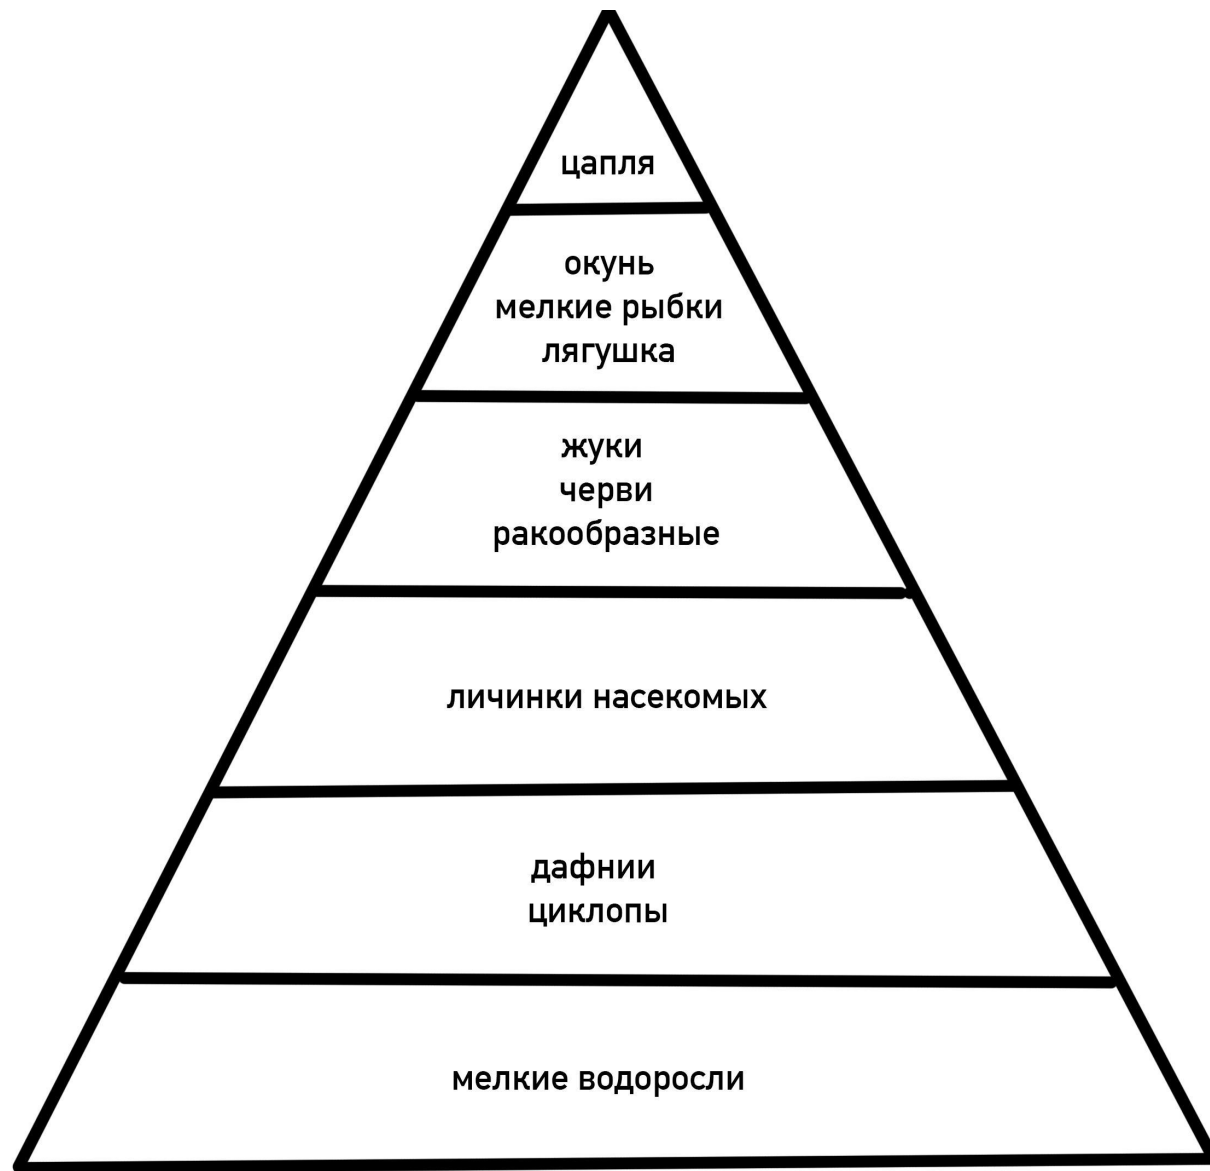 цапля
окунь
мелкие рыбки
лягушка
жуки
черви
ракообразные
личинки насекомых
дафнии
циклопы
мелкие водоросли